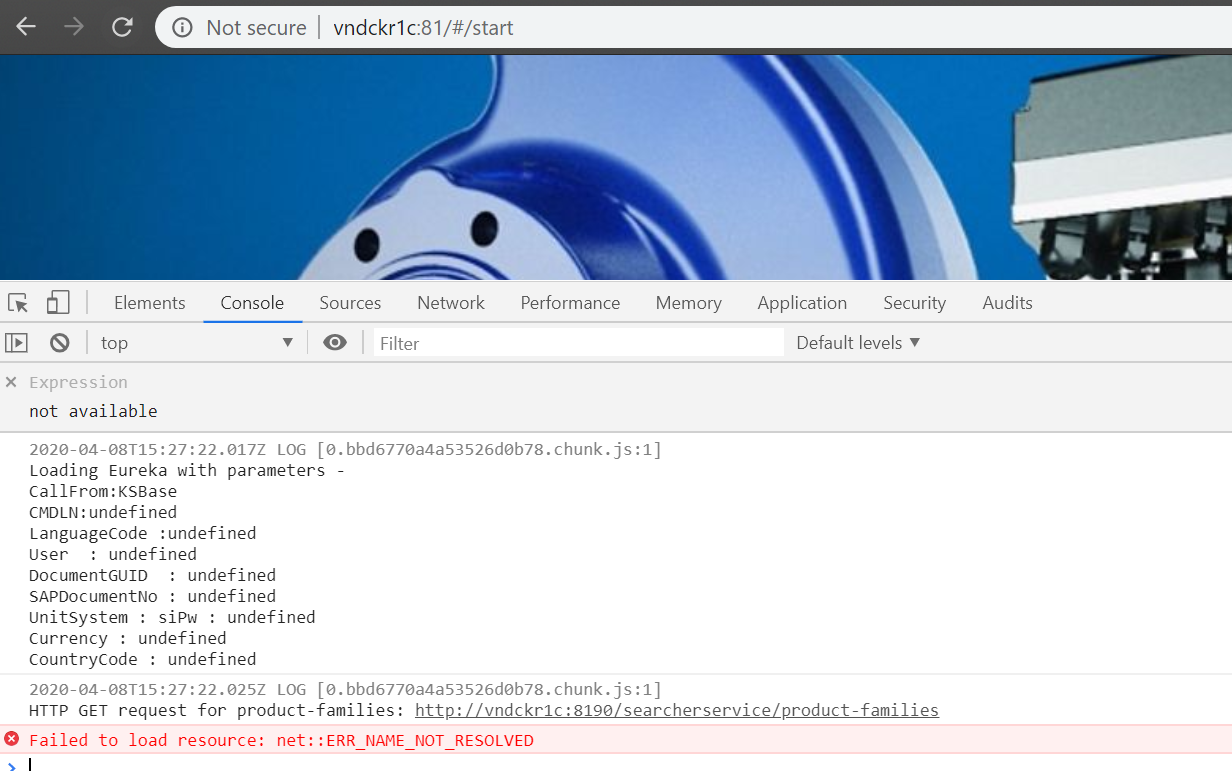 Not secure | vndckr1c:81/#/start
Elements Console Sources Network Performance Memory Application Security Audits
top ▼ Filter Default levels ▼
× Expression
not available
2020-04-08T15:27:22.017Z LOG [0.bbd6770a4a53526d0b78.chunk.js:1]
Loading Eureka with parameters -
CallFrom:KSBase
CMDLN:undefined
LanguageCode :undefined
User  : undefined
DocumentGUID  : undefined
SAPDocumentNo : undefined
UnitSystem : siPw : undefined
Currency : undefined
CountryCode : undefined
2020-04-08T15:27:22.025Z LOG [0.bbd6770a4a53526d0b78.chunk.js:1]
HTTP GET request for product-families: http://vndckr1c:8190/searcherservice/product-families
Failed to load resource: net::ERR_NAME_NOT_RESOLVED